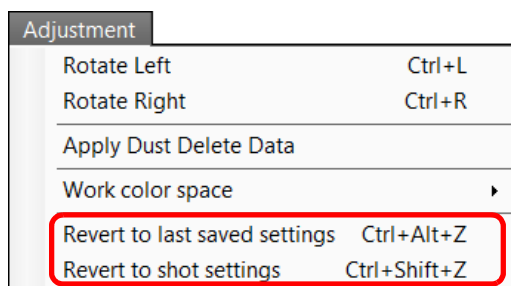 Adjustment
Rotate Left Ctrl+L
Rotate Right Ctrl+R
Apply Dust Delete Data
Work color space
Revert to last saved settings Ctrl+Alt+Z
Revert to shot settings Ctrl+Shift+Z